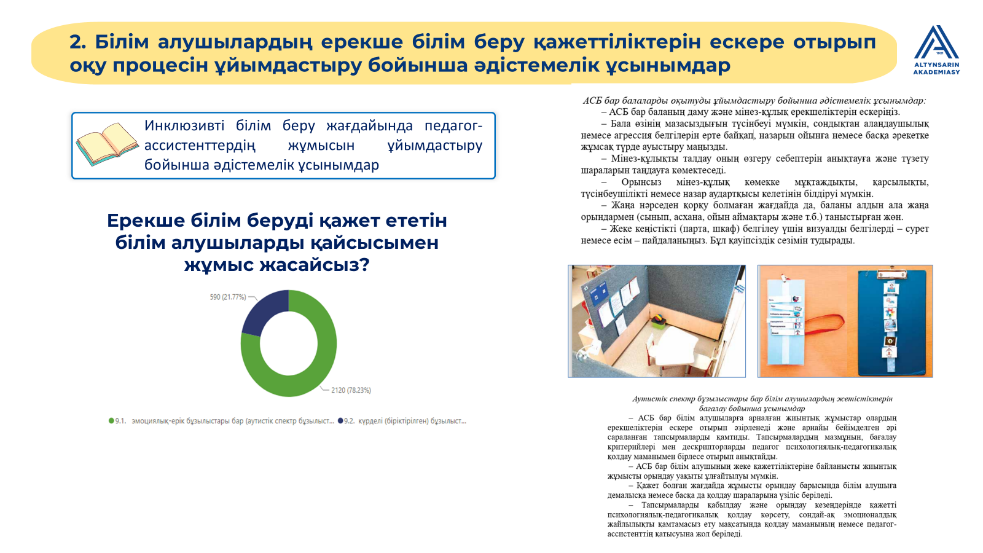 2. Білім алушылардың ерекше білім беру қажеттіліктерін ескере отырып
оқу процесін ұйымдастыру бойынша әдістемелік ұсынымдар
ALTYNSARIN
AKADEMIASY
Инклюзивті білім беру жағдайында педагог-
ассистенттердің жұмысын ұйымдастыру
бойынша әдістемелік ұсынымдар
Ерекше білім беруді қажет ететін
білім алушыларды қайсысымен
жұмыс жасайсыз?
590 (21.77%)
2120 (78.23%)
9.1. эмоциялық-ерік бұзылыстары бар (аутистік спектр бұзылыст... 9.2. күрделі (біріктірілген) бұзылыст...
АСБ бар балаларды оқытуды ұйымдастыру бойынша әдістемелік ұсынымдар:
– АСБ бар баланың даму және мінез-құлық ерекшеліктерін ескеріңіз.
– Бала өзінің мазасыздығын түсінбеуі мүмкін, сондықтан алаңдаушылық
немесе агрессия белгілерін ерте байқап, назарын ойынға немесе басқа әрекетке
жұмсақ түрде ауыстыру маңызды.
– Мінез-құлықты талдау оның өзгеру себептерін анықтауға және түзету
шараларын таңдауға көмектеседі.
– Орынсыз мінез-құлық көмекке мұқтаждықты, қарсылықты,
түсінбеушілікті немесе назар аудартқысы келетінін білдіруі мүмкін.
– Жаңа нәрседен қорқу болмаған жағдайда да, баланы алдын ала жаңа
орындармен (сынып, асхана, ойын аймақтары және т.б.) таныстырған жөн.
– Жеке кеңістікті (парта, шкаф) белгілеу үшін визуалды белгілерді – сурет
немесе есім – пайдаланыңыз. Бұл қауіпсіздік сезімін тудырады.
Аутистік спектр бұзылыстары бар білім алушылардың жетістіктерін
бағалау бойынша ұсынымдар
– АСБ бар білім алушыларға арналған жиынтық жұмыстар олардың
ерекшеліктерін ескере отырып әзірленеді және арнайы бейімделген әрі
сараланған тапсырмаларды қамтиды. Тапсырмалардың мазмұнын, бағалау
критерийлері мен дескрипторларды педагог психологиялық-педагогикалық
қолдау маманымен бірлесе отырып анықтайды.
– АСБ бар білім алушының жеке қажеттіліктеріне байланысты жиынтық
жұмысты орындау уақыты ұлғайтылуы мүмкін.
– Қажет болған жағдайда жұмысты орындау барысында білім алушыға
демалысқа немесе басқа да қолдау шараларына үзіліс беріледі.
– Тапсырмаларды қабылдау және орындау кезеңдерінде қажетті
психологиялық-педагогикалық қолдау көрсету, сондай-ақ эмоционалдық
жайлылықты қамтамасыз ету мақсатында қолдау маманының немесе педагог-
ассистенттің қатысуына жол беріледі.